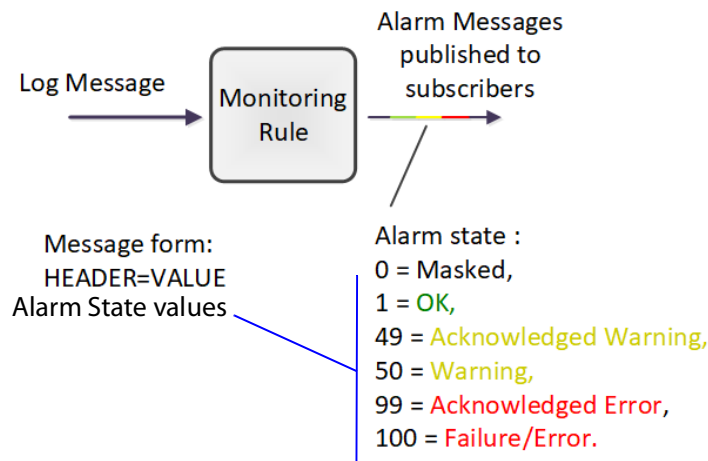 Alarm Messages
published to
subscribers
Log Message
Monitoring
Rule
Message form:
HEADER=VALUE
Alarm State values
Alarm state :
0 = Masked,
1 = OK,
49 = Acknowledged Warning,
50 = Warning,
99 = Acknowledged Error,
100 = Failure/Error.